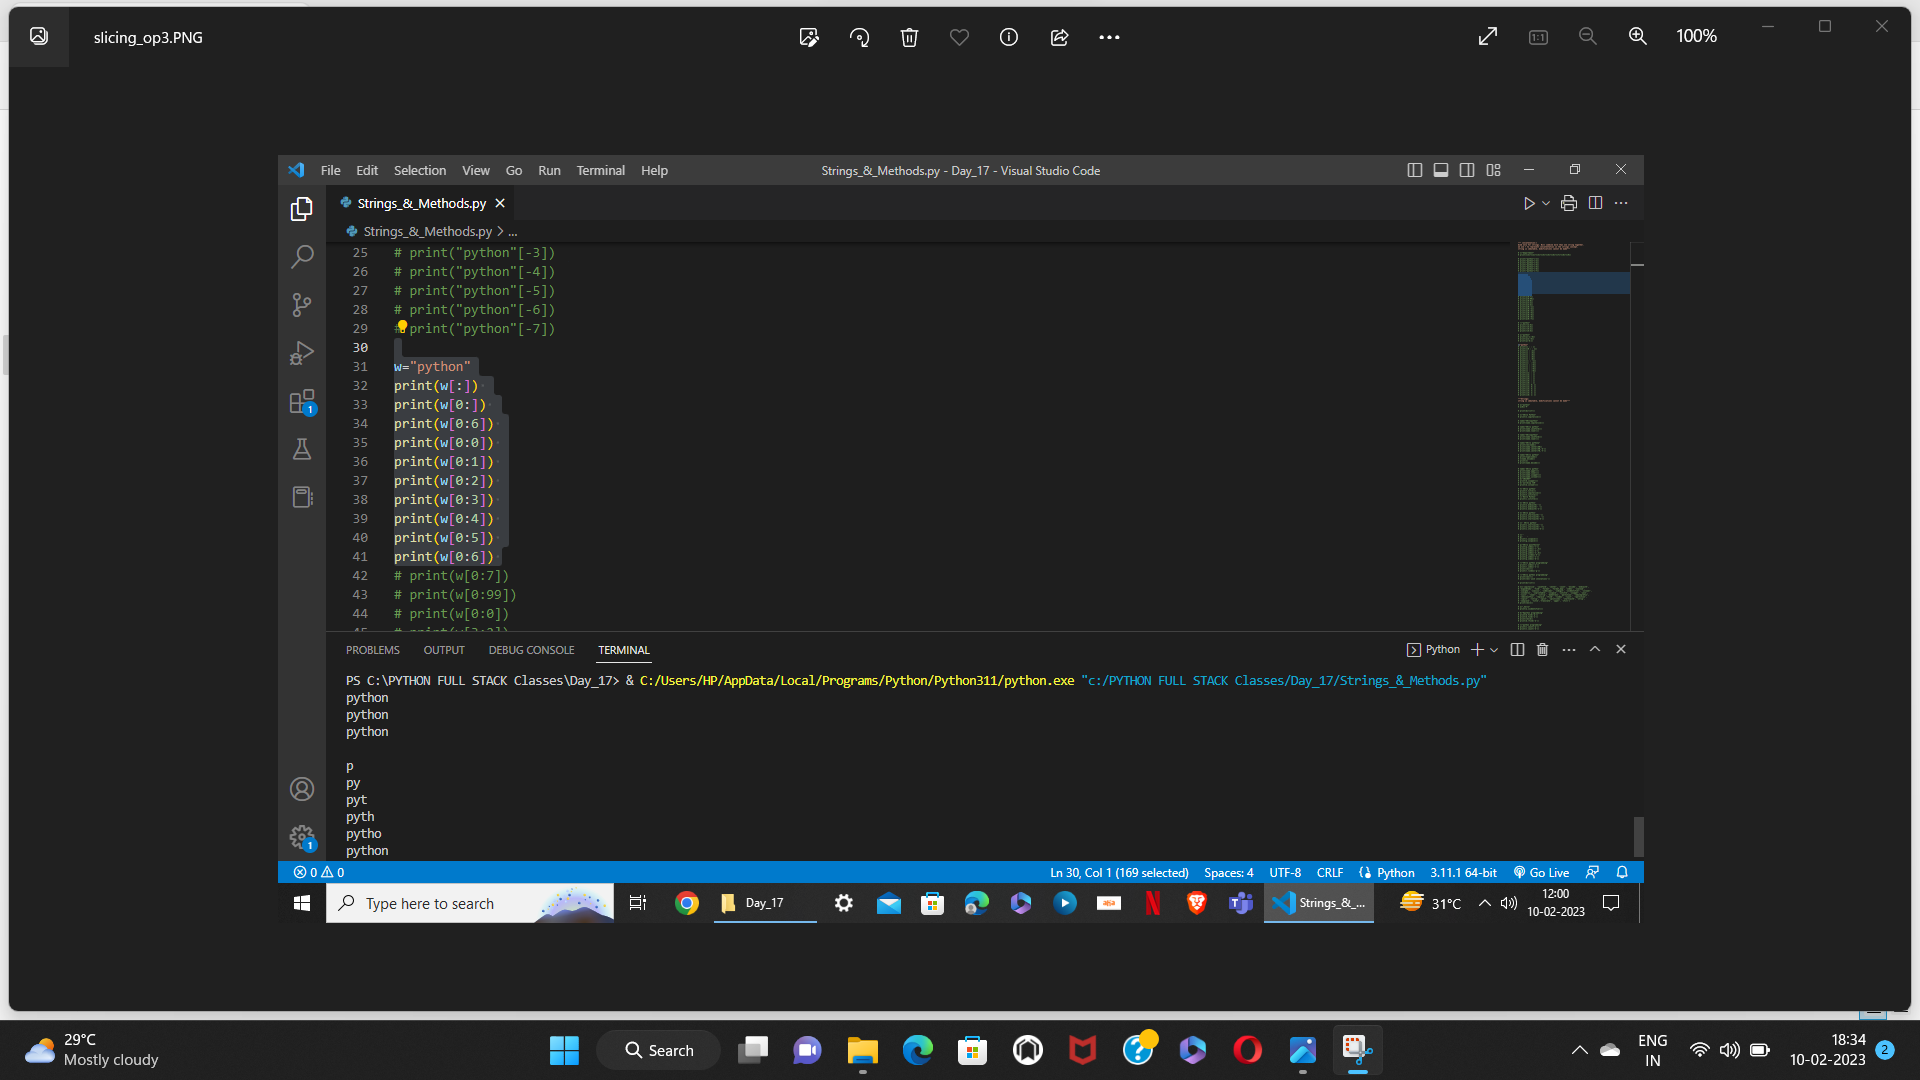 slicing_op3.PNG
100%
File Edit Selection View Go Run Terminal Help
Strings_&_Methods.py - Day_17 - Visual Studio Code
Strings_&_Methods.py
Strings_&_Methods.py > ...
25 # print("python"[-3])
26 # print("python"[-4])
27 # print("python"[-5])
28 # print("python"[-6])
29 # print("python"[-7])
30
31 w="python"
32 print(w[:])
33 print(w[0:])
34 print(w[0:6])
35 print(w[0:0])
36 print(w[0:1])
37 print(w[0:2])
38 print(w[0:3])
39 print(w[0:4])
40 print(w[0:5])
41 print(w[0:6])
42 # print(w[0:7])
43 # print(w[0:99])
44 # print(w[0:0])
PROBLEMS OUTPUT DEBUG CONSOLE TERMINAL
Python
PS C:\PYTHON FULL STACK Classes\Day_17> & C:/Users/HP/AppData/Local/Programs/Python/Python311/python.exe "c:/PYTHON FULL STACK Classes/Day_17/Strings_&_Methods.py"
python
python
python
p
py
pyt
pyth
pytho
python
0 0
Ln 30, Col 1 (169 selected) Spaces: 4 UTF-8 CRLF Python 3.11.1 64-bit Go Live
Type here to search
Day_17
Strings_&_...
31°C
12:00
10-02-2023
29°C
Mostly cloudy
Search
ENG
IN
18:34
10-02-2023
2